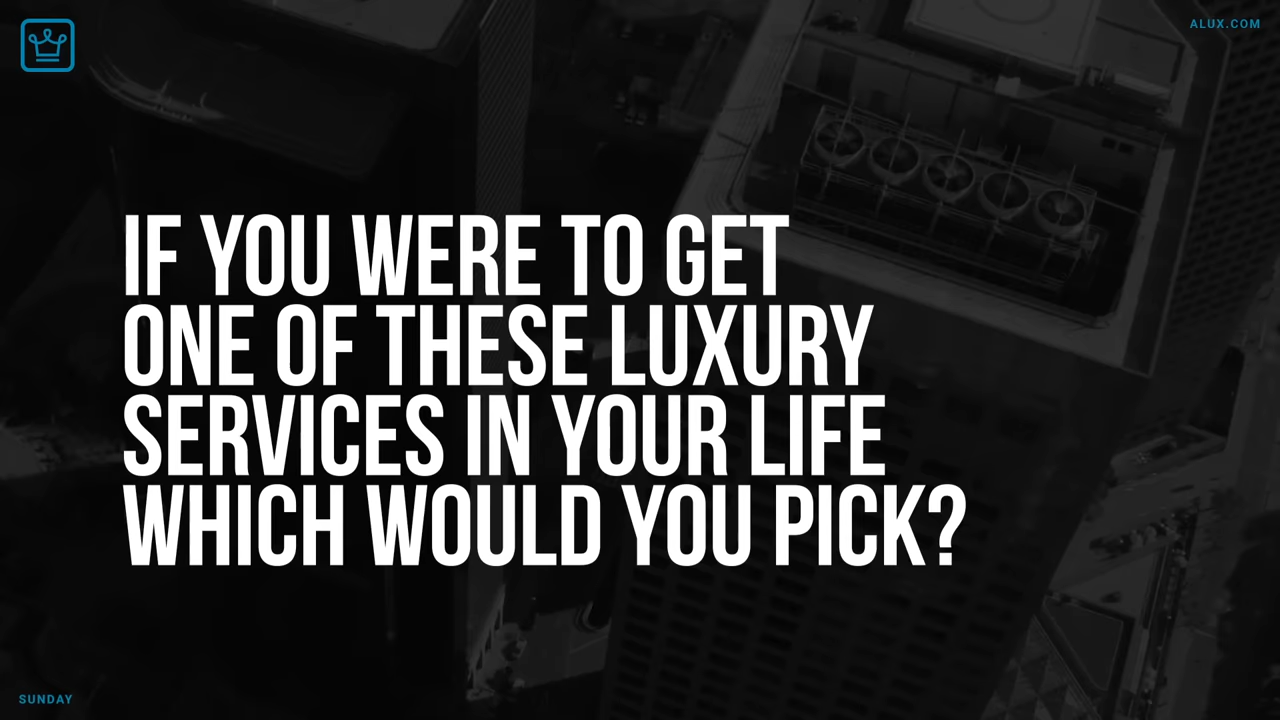 ALUX.COM
IF YOU WERE TO GET
ONE OF THESE LUXURY
SERVICES IN YOUR LIFE
WHICH WOULD YOU PICK?
SUNDAY